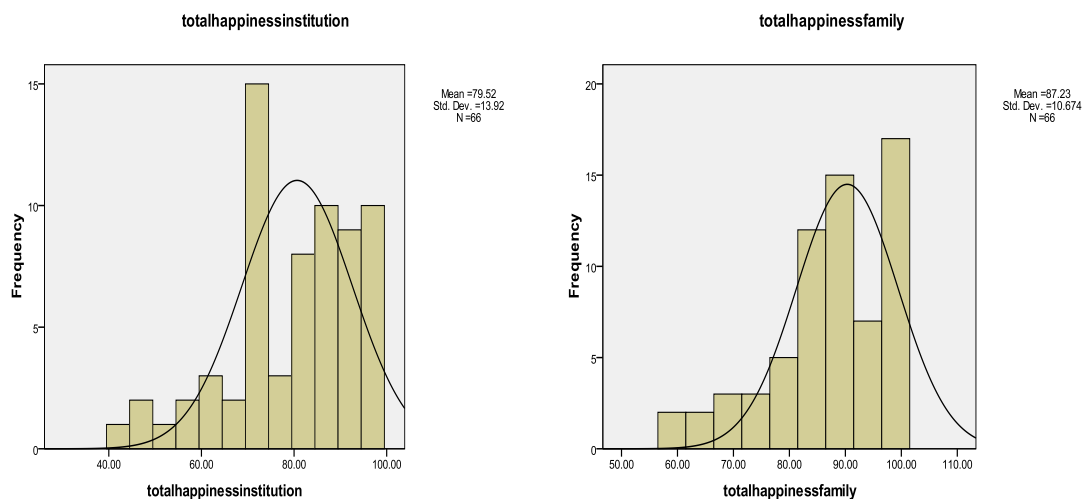 totalhappinessinstitution
15
10
5
0
Frequency
40.00 60.00 80.00 100.00
totalhappinessinstitution
Mean =79.52
Std. Dev. =13.92
N =66
totalhappinessfamily
20
15
10
5
0
Frequency
50.00 60.00 70.00 80.00 90.00 100.00 110.00
totalhappinessfamily
Mean =87.23
Std. Dev. =10.674
N =66